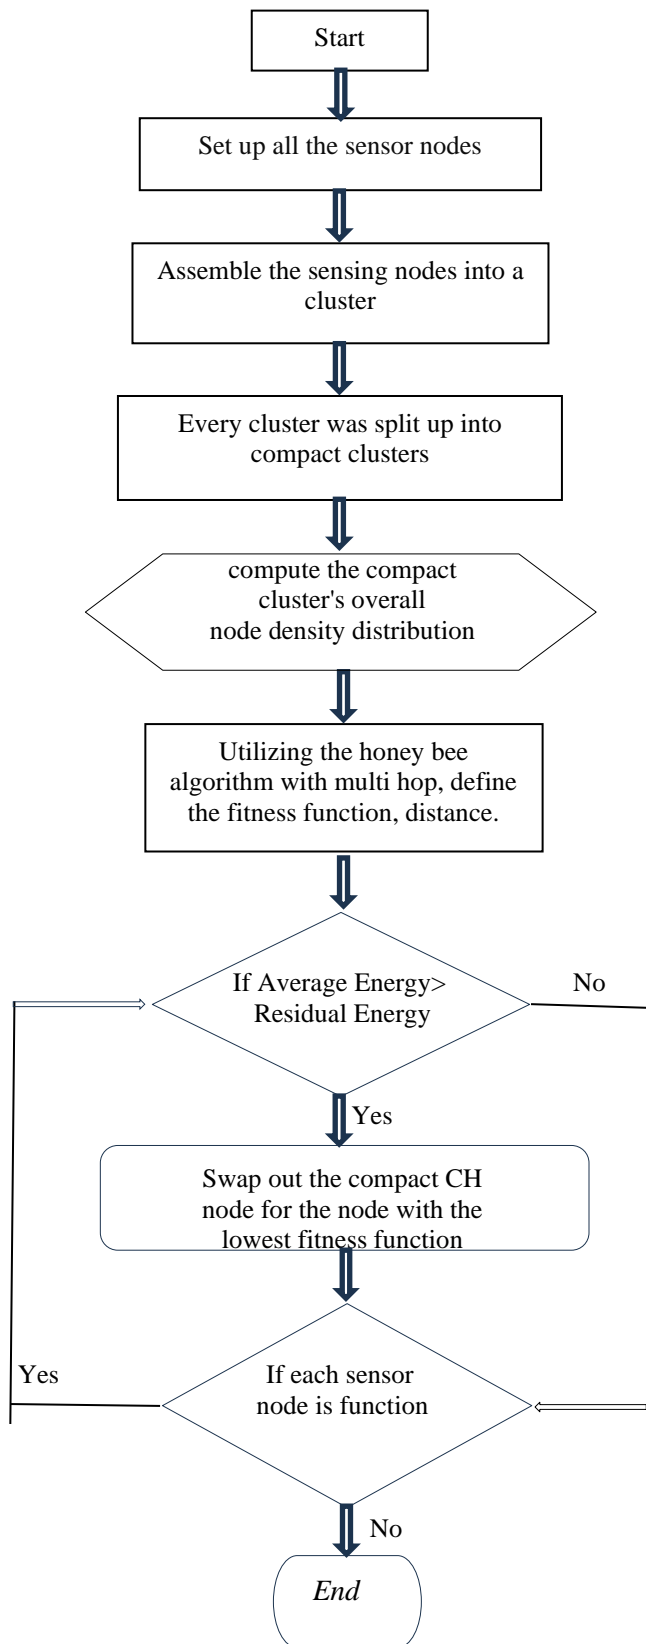 Start
Set up all the sensor nodes
Assemble the sensing nodes into a
cluster
Every cluster was split up into
compact clusters
compute the compact
cluster's overall
node density distribution
Utilizing the honey bee
algorithm with multi hop, define
the fitness function, distance.
If Average Energy>
Residual Energy
No
Yes
Swap out the compact CH
node for the node with the
lowest fitness function
Yes
If each sensor
node is function
No
End